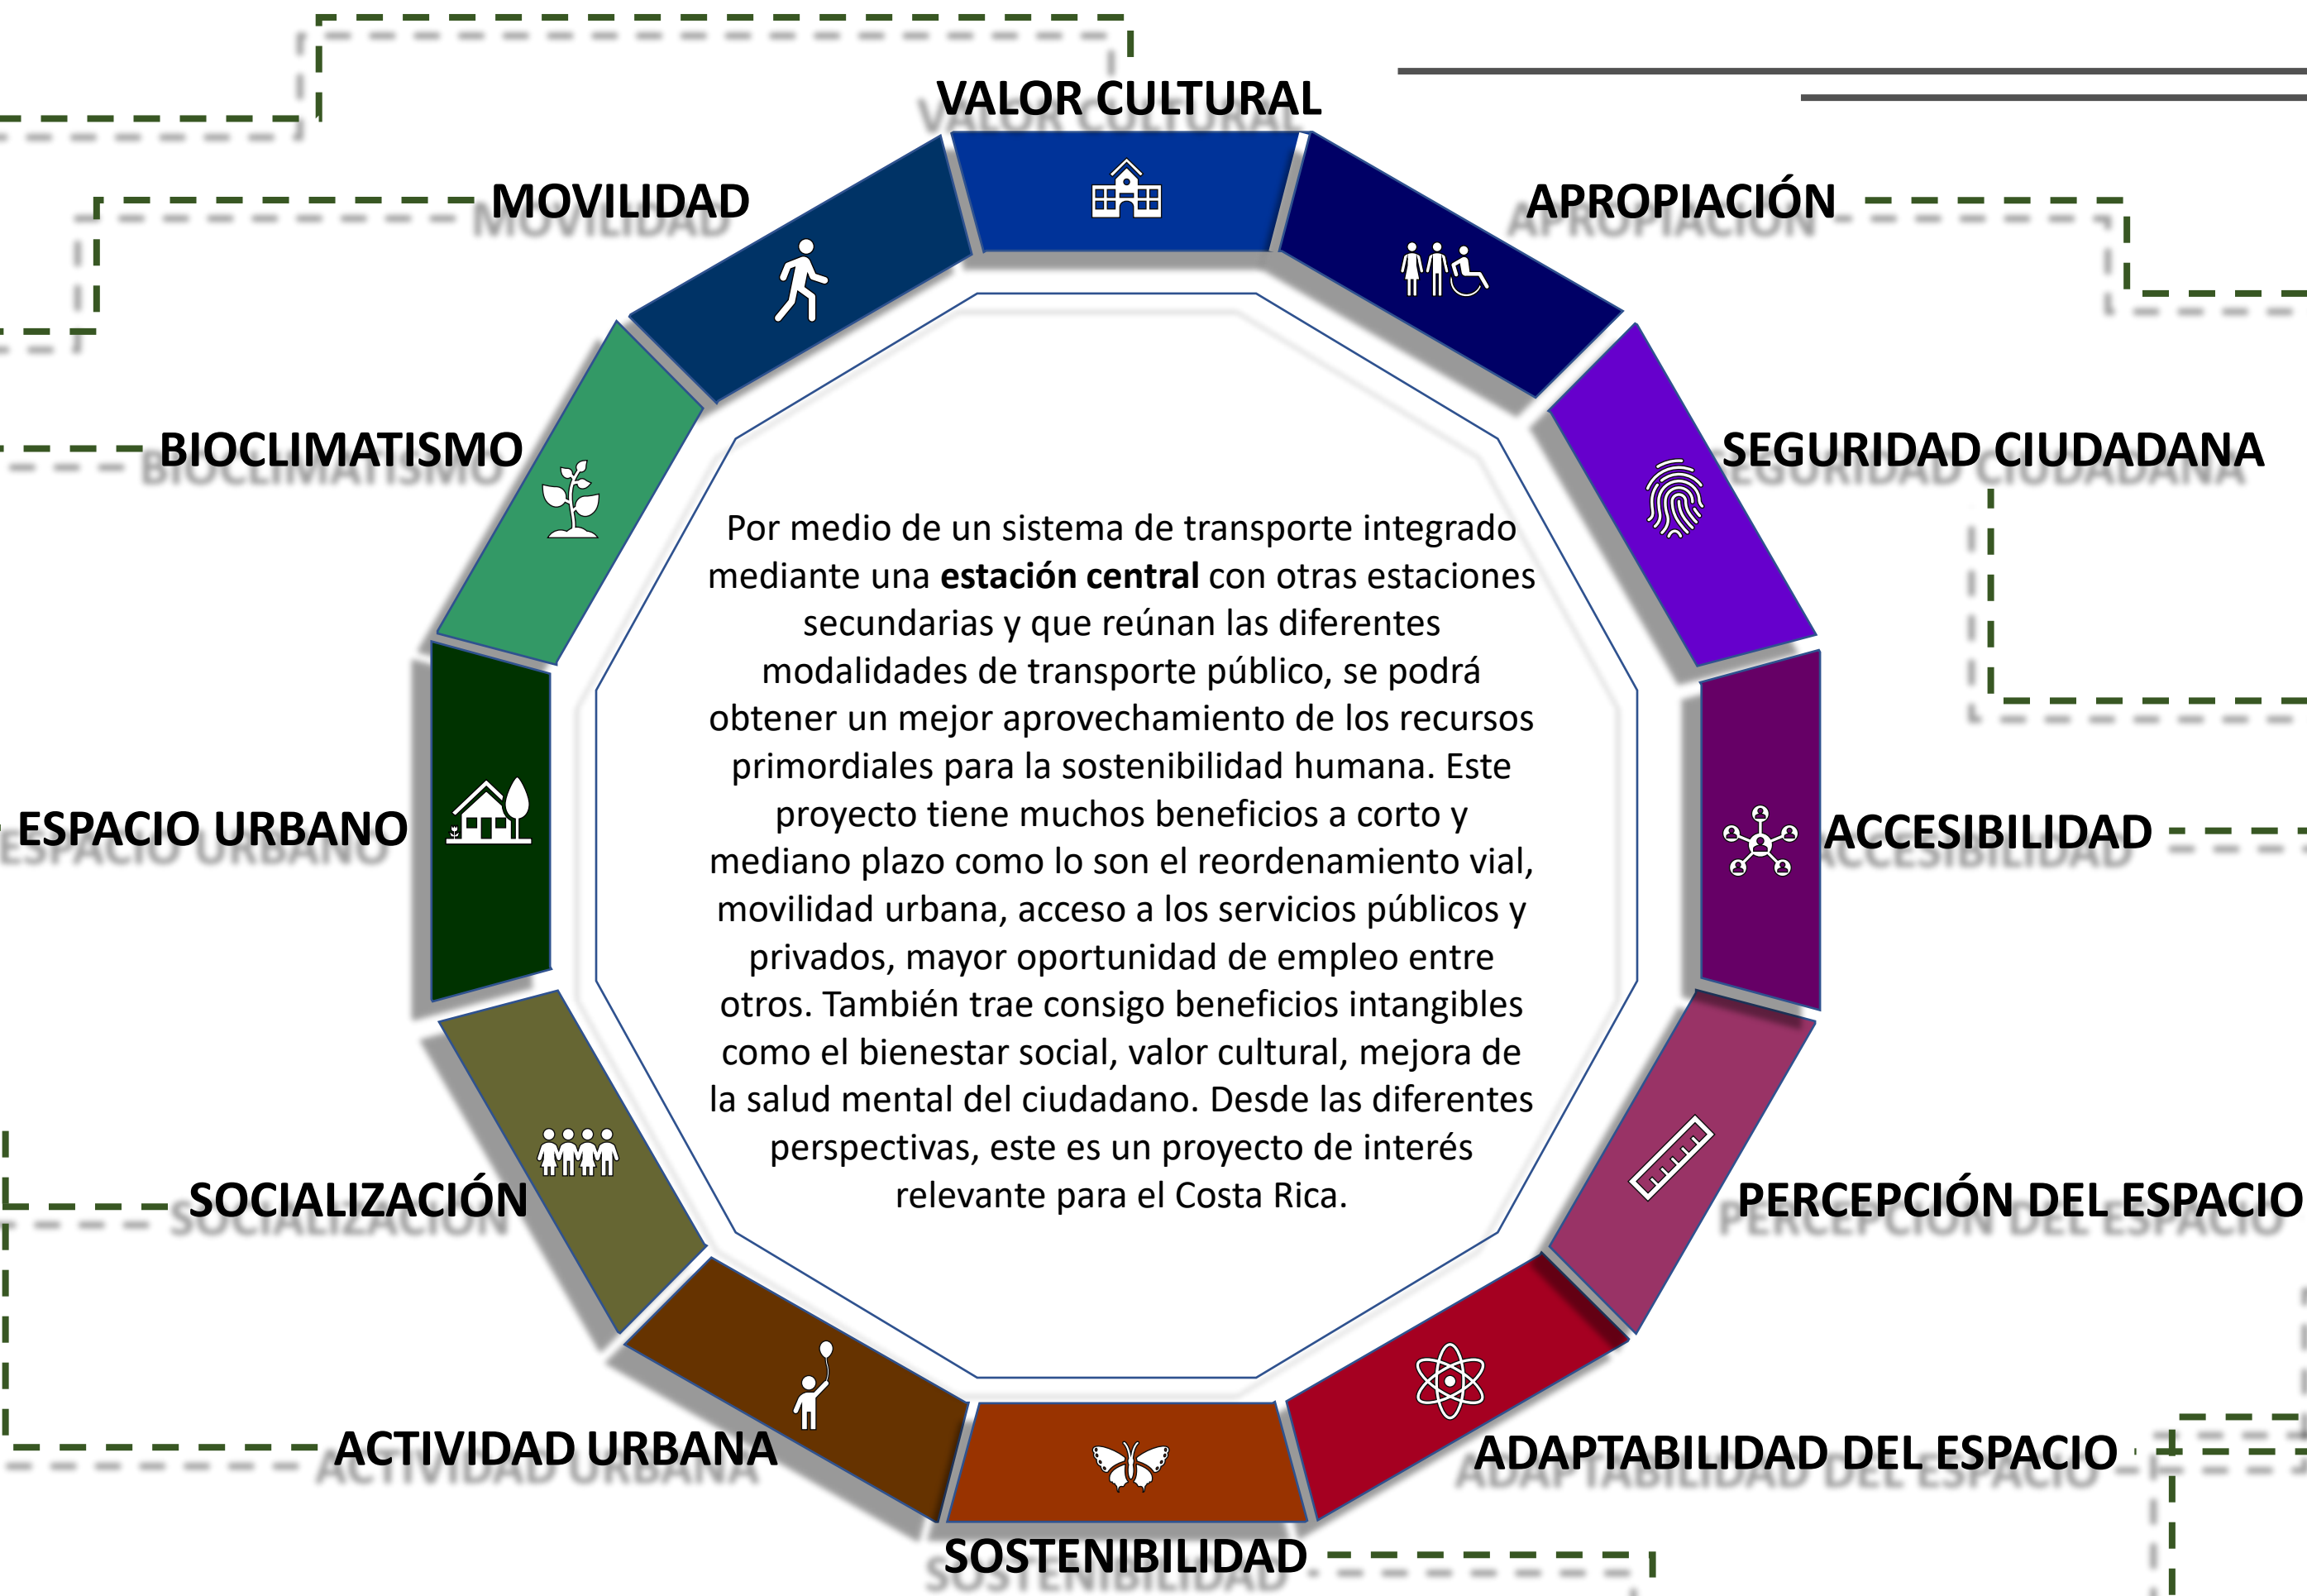 VALOR CULTURAL
MOVILIDAD
APROPIACIÓN
BIOCLIMATISMO
SEGURIDAD CIUDADANA
Por medio de un sistema de transporte integrado
mediante una estación central con otras estaciones
secundarias y que reúnan las diferentes
modalidades de transporte público, se podrá
obtener un mejor aprovechamiento de los recursos
primordiales para la sostenibilidad humana. Este
proyecto tiene muchos beneficios a corto y
mediano plazo como lo son el reordenamiento vial,
movilidad urbana, acceso a los servicios públicos y
privados, mayor oportunidad de empleo entre
otros. También trae consigo beneficios intangibles
como el bienestar social, valor cultural, mejora de
la salud mental del ciudadano. Desde las diferentes
perspectivas, este es un proyecto de interés
relevante para el Costa Rica.
ESPACIO URBANO
ACCESIBILIDAD
SOCIALIZACIÓN
PERCEPCIÓN DEL ESPACIO
ACTIVIDAD URBANA
ADAPTABILIDAD DEL ESPACIO
SOSTENIBILIDAD